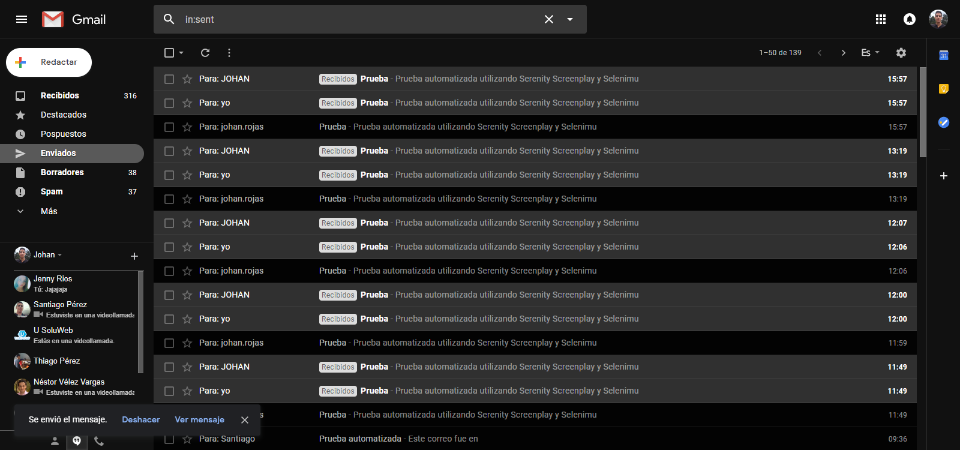 Gmail
in:sent
Redactar
1–50 de 139
Es
Recibidos 316
Destacados
Pospuestos
Enviados
Borradores 38
Spam 37
Más
Para: JOHAN Recibidos Prueba - Prueba automatizada utilizando Serenity Screenplay y Selenimu 15:57
Para: yo Recibidos Prueba - Prueba automatizada utilizando Serenity Screenplay y Selenimu 15:57
Para: johan.rojas Prueba - Prueba automatizada utilizando Serenity Screenplay y Selenimu 15:57
Para: JOHAN Recibidos Prueba - Prueba automatizada utilizando Serenity Screenplay y Selenimu 13:19
Para: yo Recibidos Prueba - Prueba automatizada utilizando Serenity Screenplay y Selenimu 13:19
Para: johan.rojas Prueba - Prueba automatizada utilizando Serenity Screenplay y Selenimu 13:19
Para: JOHAN Recibidos Prueba - Prueba automatizada utilizando Serenity Screenplay y Selenimu 12:07
Para: yo Recibidos Prueba - Prueba automatizada utilizando Serenity Screenplay y Selenimu 12:06
Para: johan.rojas Prueba - Prueba automatizada utilizando Serenity Screenplay y Selenimu 12:06
Para: JOHAN Recibidos Prueba - Prueba automatizada utilizando Serenity Screenplay y Selenimu 12:00
Para: yo Recibidos Prueba - Prueba automatizada utilizando Serenity Screenplay y Selenimu 12:00
Para: johan.rojas Prueba - Prueba automatizada utilizando Serenity Screenplay y Selenimu 11:59
Para: JOHAN Recibidos Prueba - Prueba automatizada utilizando Serenity Screenplay y Selenimu 11:49
Para: yo Recibidos Prueba - Prueba automatizada utilizando Serenity Screenplay y Selenimu 11:49
.rojas Prueba - Prueba automatizada utilizando Serenity Screenplay y Selenimu 11:49
Para: Santiago Prueba automatizada - Este correo fue en 09:36
Johan
Jenny Rios
Tú: Jajajaja
Santiago Pérez
Estuviste en una videollamada
U SoluWeb
Estás en una videollamada.
Thiago Pérez
Néstor Vélez Vargas
Estuviste en una videollamada
Se envió el mensaje. Deshacer Ver mensaje